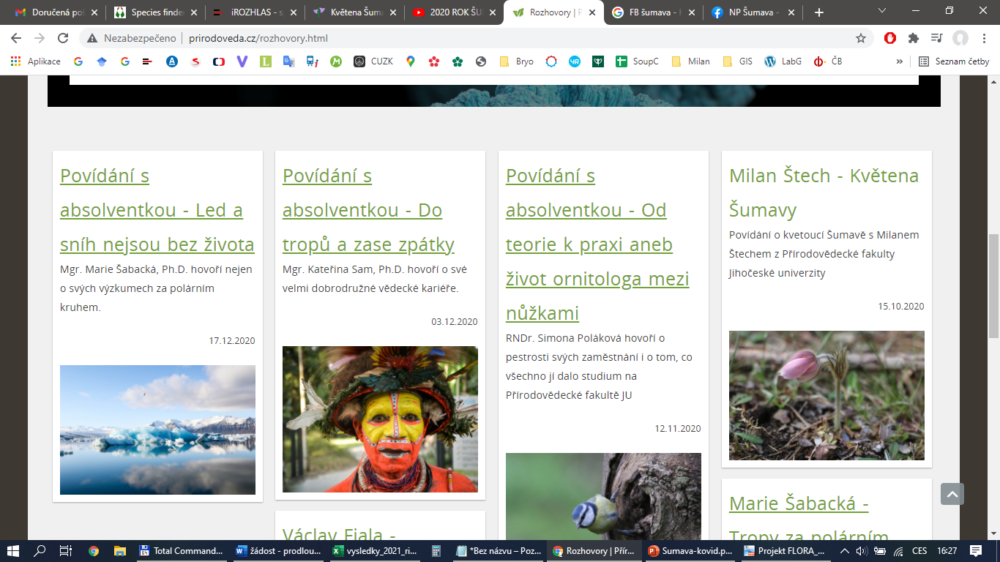 Doručená poš
Species finde
iROZHLAS - s
Květena Šuma
2020 ROK ŠU
Rozhovory | P
FB šumava - H
NP Šumava -
Nezabezpečeno
prirodoveda.cz/rozhovory.html
Aplikace
CUZK
Bryo
SoupC
Milan
GIS
LabG
ČB
»
Seznam četby
Povídání s
absolventkou - Led a
sníh nejsou bez života
Mgr. Marie Šabacká, Ph.D. hovoří nejen
o svých výzkumech za polárním
kruhem.
17.12.2020
Povídání s
absolventkou - Do
tropů a zase zpátky
Mgr. Kateřina Sam, Ph.D. hovoří o své
velmi dobrodružné vědecké kariéře.
03.12.2020
Václav Fiala -
Povídání s
absolventkou - Od
teorie k praxi aneb
život ornitologa mezi
nůžkami
RNDr. Simona Poláková hovoří o
pestrosti svých zaměstnání i o tom, co
všechno jí dalo studium na
Přírodovědecké fakultě JU
12.11.2020
Milan Štech - Květena
Šumavy
Povídání o kvetoucí Šumavě s Milanem
Štechem z Přírodovědecké fakulty
Jihočeské univerzity
15.10.2020
Marie Šabacká -
Tropy za polárním
Total Command...
žádost - prodlou...
vysledky_2021_ri...
*Bez názvu – Poz...
Rozhovory | Přír...
Sumava-kovid.p...
Projekt FLORA_...
CES
16:27